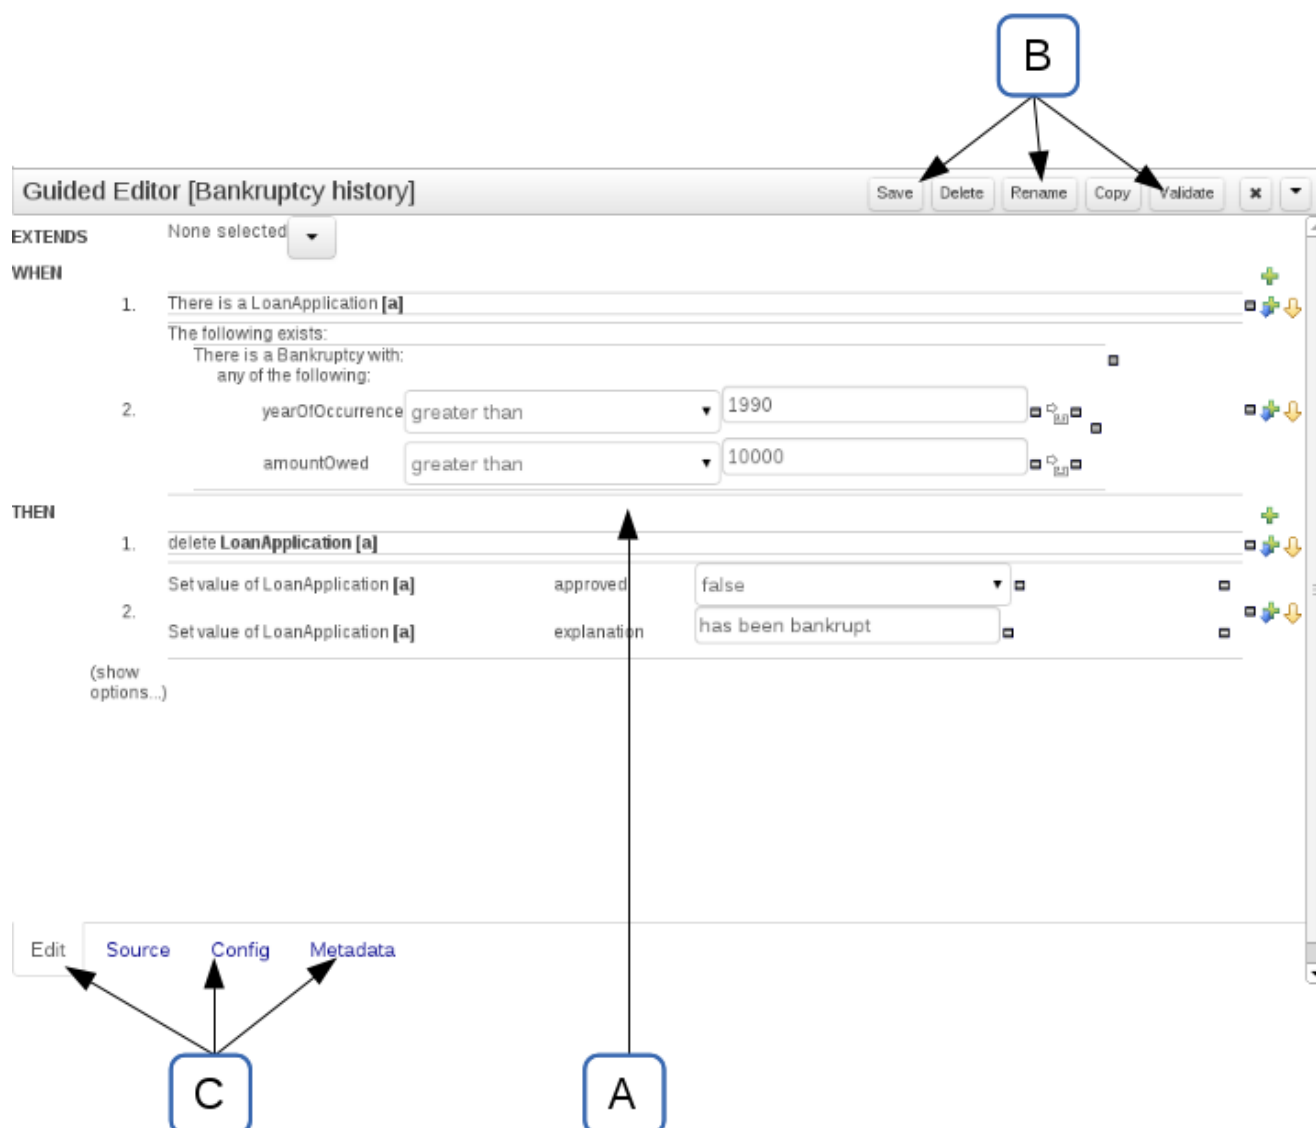 B
Guided Editor [Bankruptcy history] Save Delete Rename Copy Validate
EXTENDS None selected
WHEN
1. There is a LoanApplication [a]
The following exists:
There is a Bankruptcy with:
any of the following:
2. yearOfOccurrence greater than 1990
amountOwed greater than 10000
THEN
1. delete LoanApplication [a]
Set value of LoanApplication [a] approved false
2.
Set value of LoanApplication [a] explanation has been bankrupt
(show
options...)
Edit Source Config Metadata
C A